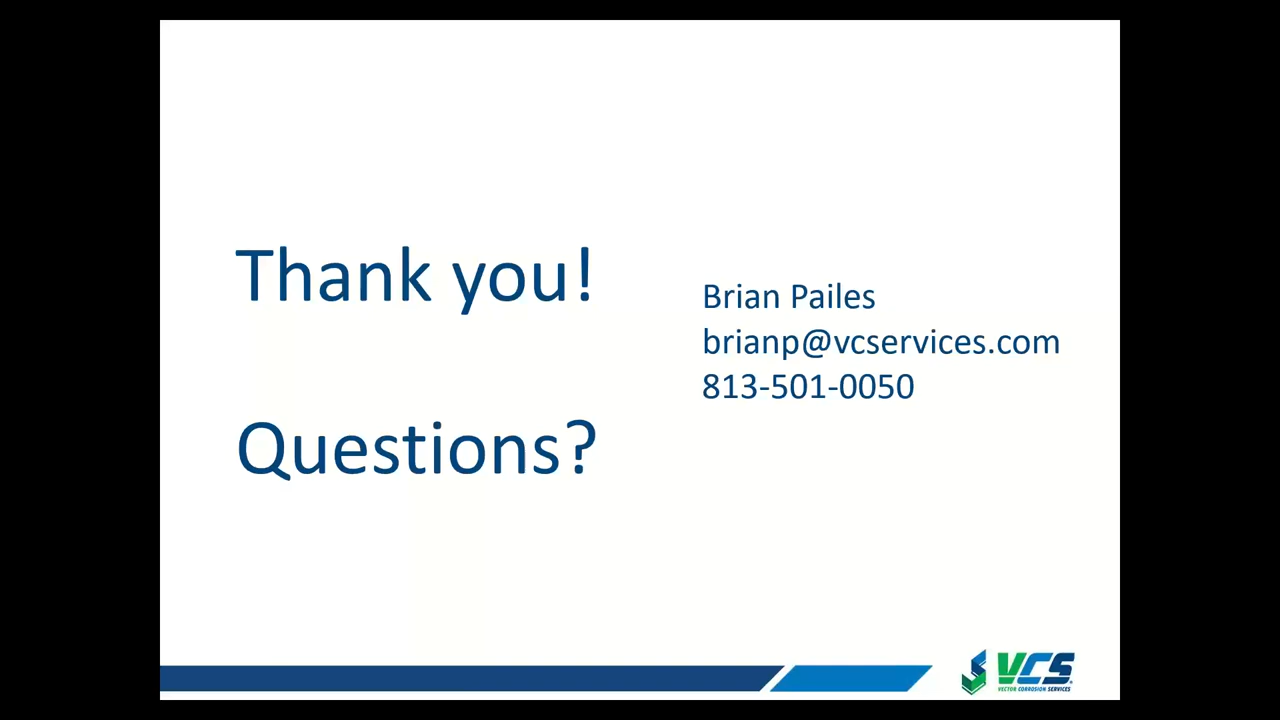 Thank you!
Questions?
Brian Pailes
brianp@vcservices.com
813-501-0050
VCS
VECTOR CORROSION SERVICES